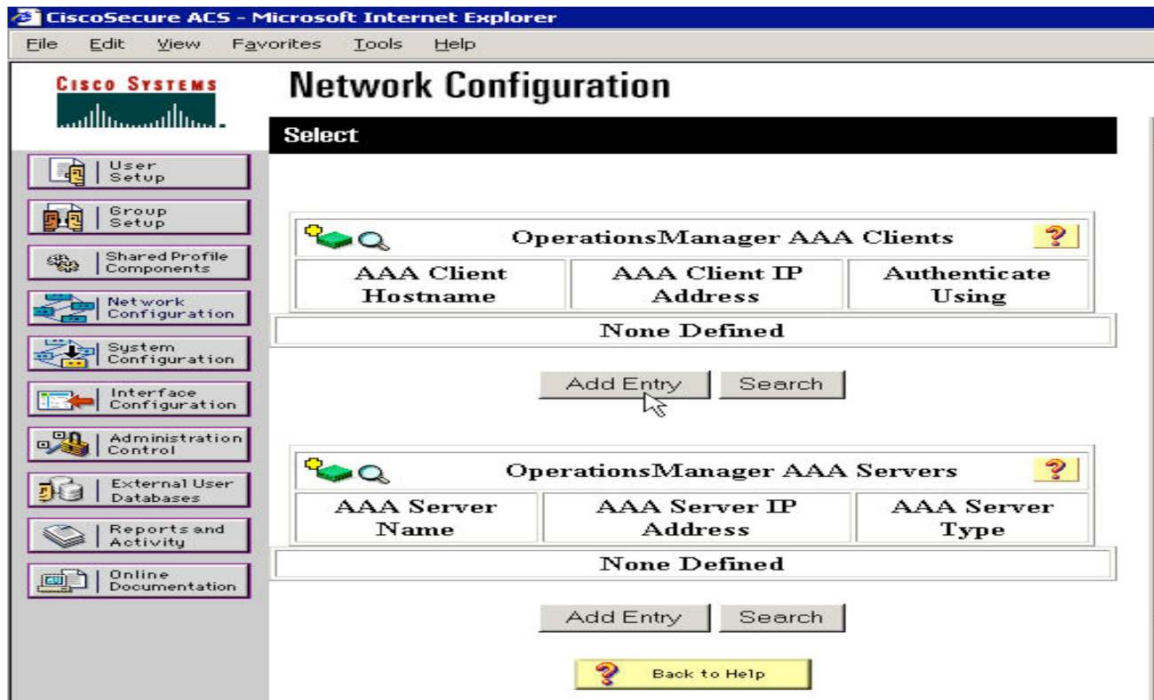 CiscoSecure ACS - Microsoft Internet Explorer
File Edit View Favorites Tools Help
CISCO SYSTEMS
Network Configuration
Select
User
Setup
Group
Setup
Shared Profile
Components
Network
Configuration
System
Configuration
Interface
Configuration
Administration
Control
External User
Databases
Reports and
Activity
Online
Documentation
OperationsManager AAA Clients
?
AAA Client
Hostname
AAA Client IP
Address
Authenticate
Using
None Defined
Add Entry
Search
OperationsManager AAA Servers
?
AAA Server
Name
AAA Server IP
Address
AAA Server
Type
None Defined
Add Entry
Search
? Back to Help